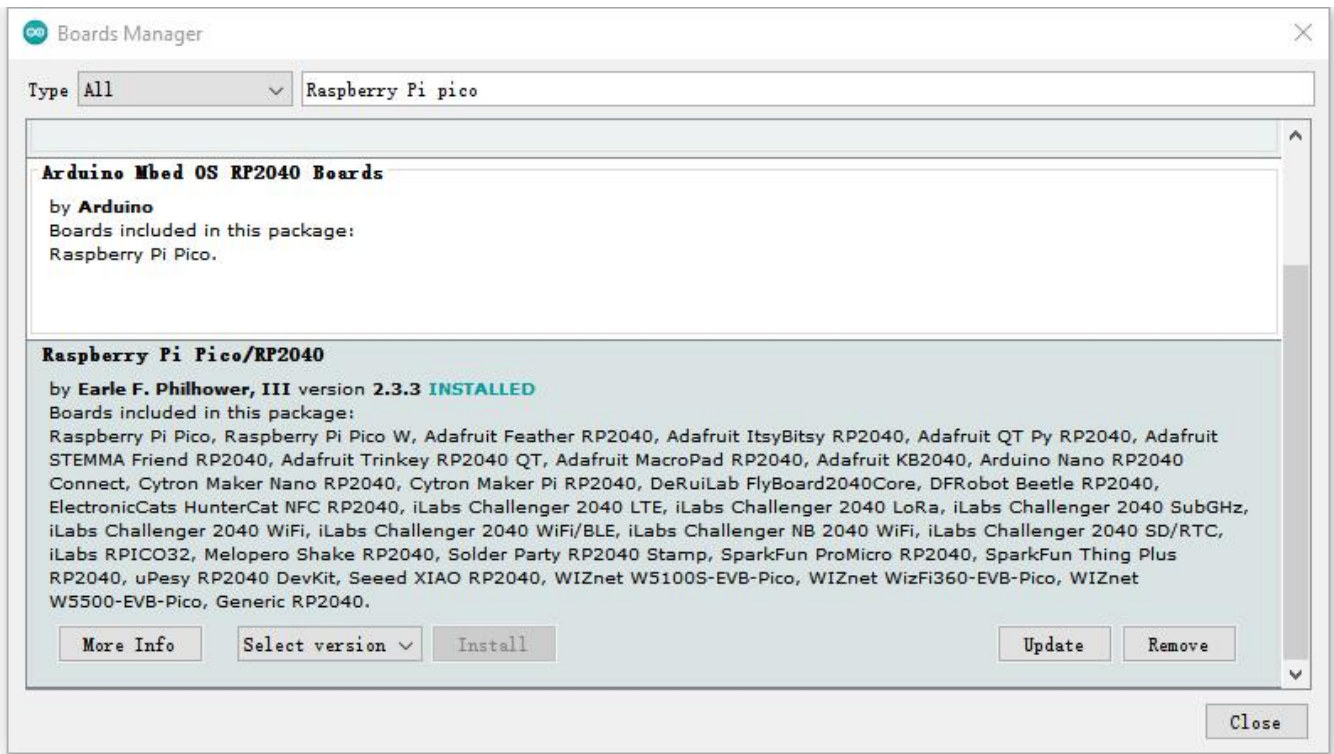 Boards Manager
Type All Raspberry Pi pico
Arduino Mbed OS RP2040 Boards
by Arduino
Boards included in this package:
Raspberry Pi Pico.
Raspberry Pi Pico/RP2040
by Earle F. Philhower, III version 2.3.3 INSTALLED
Boards included in this package:
Raspberry Pi Pico, Raspberry Pi Pico W, Adafruit Feather RP2040, Adafruit ItsyBitsy RP2040, Adafruit QT Py RP2040, Adafruit
STEMMA Friend RP2040, Adafruit Trinkey RP2040 QT, Adafruit MacroPad RP2040, Adafruit KB2040, Arduino Nano RP2040
Connect, Cytron Maker Nano RP2040, Cytron Maker Pi RP2040, DeRuiLab FlyBoard2040Core, DFRobot Beetle RP2040,
ElectronicCats HunterCat NFC RP2040, iLabs Challenger 2040 LTE, iLabs Challenger 2040 LoRa, iLabs Challenger 2040 SubGHz,
iLabs Challenger 2040 WiFi, iLabs Challenger 2040 WiFi/BLE, iLabs Challenger NB 2040 WiFi, iLabs Challenger 2040 SD/RTC,
iLabs RPICO32, Melopero Shake RP2040, Solder Party RP2040 Stamp, SparkFun ProMicro RP2040, SparkFun Thing Plus
RP2040, uPesy RP2040 DevKit, Seeed XIAO RP2040, WIZnet W5100S-EVB-Pico, WIZnet WizFi360-EVB-Pico, WIZnet
W5500-EVB-Pico, Generic RP2040.
More Info Select version Install Update Remove
Close